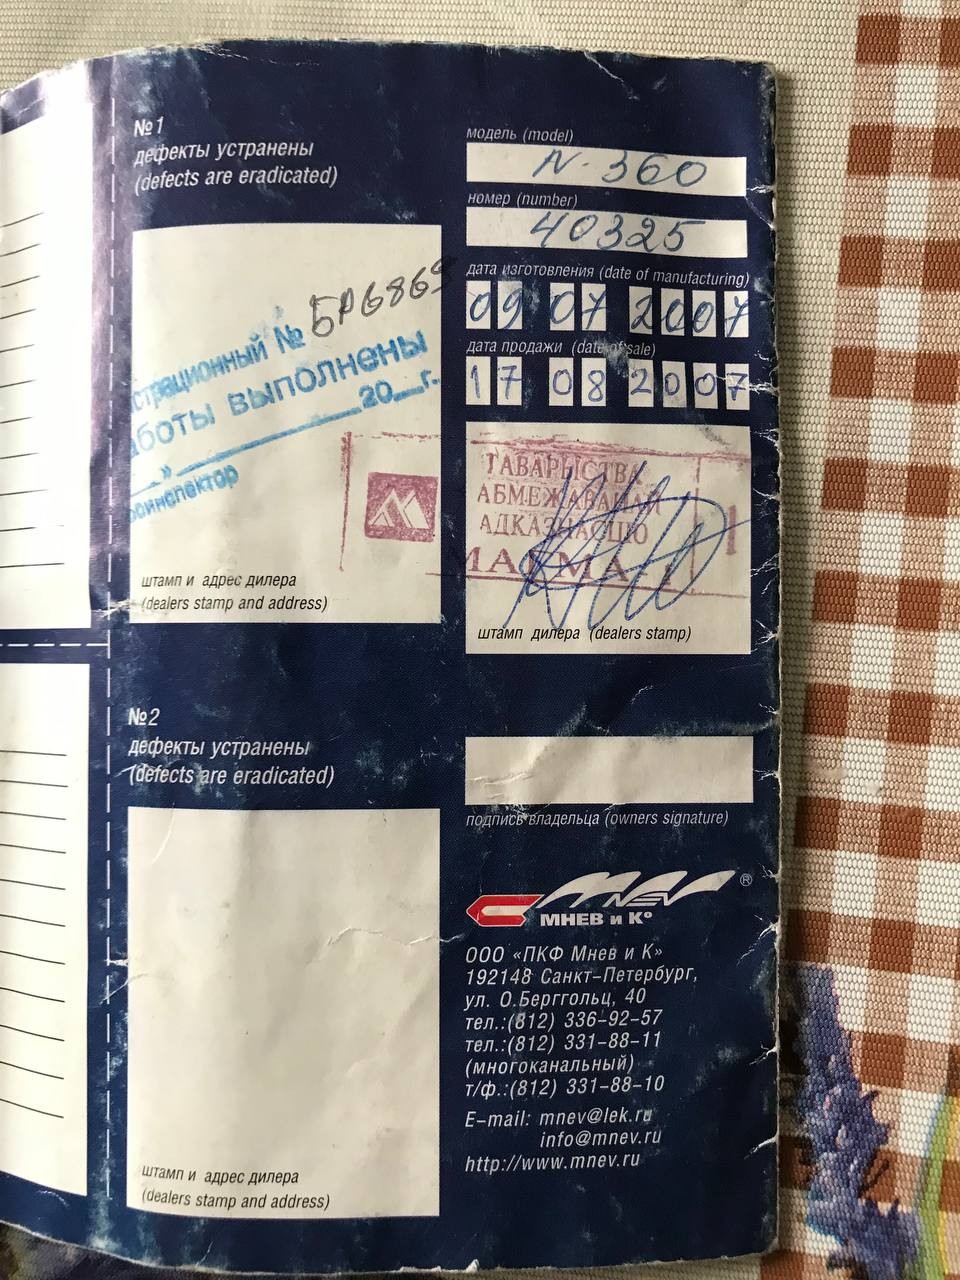 №1
дефекты устранены
(defects are eradicated)
БА6869
№
работы выполнены
" 20 г.
штамп и адрес дилера
(dealers stamp and address)
№2
дефекты устранены
(defects are eradicated)
штамп и адрес дилера
(dealers stamp and address)
модель (model)
N-360
номер (number)
40325
дата изготовления (date of manufacturing)
09 07 2007
дата продажи (date of sale)
17 08 2007
ТАВАРЫСТВА
АБМЕЖАВАНАЙ
АДКАЗНАСЦЮ
штамп дилера (dealers stamp)
подпись владельца (owners signature)
MNEV ®
МНЕВ и К°
ООО «ПКФ Мнев и К»
192148 Санкт-Петербург,
ул. О.Берггольц, 40
тел.:(812) 336-92-57
тел.:(812) 331-88-11
(многоканальный)
т/ф.:(812) 331-88-10
E-mail: mnev@lek.ru
info@mnev.ru
http://www.mnev.ru